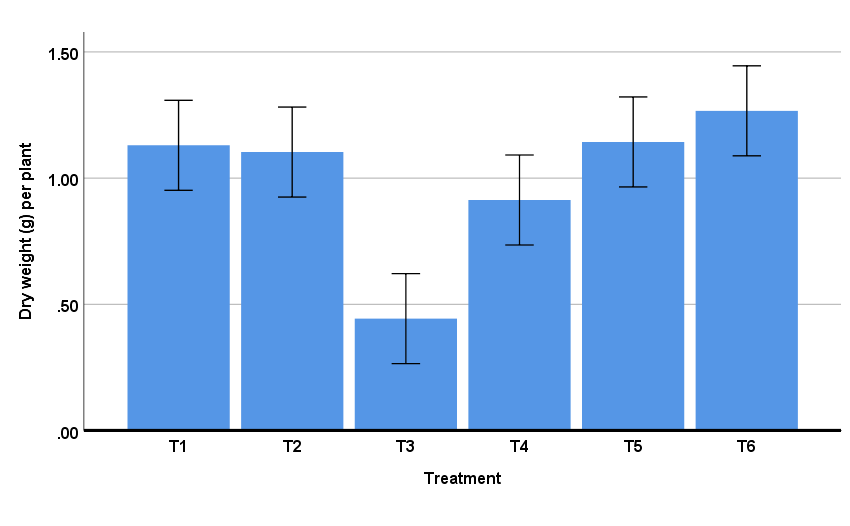 Dry weight (g) per plant
1.50
1.00
.50
.00
T1 T2 T3 T4 T5 T6
Treatment